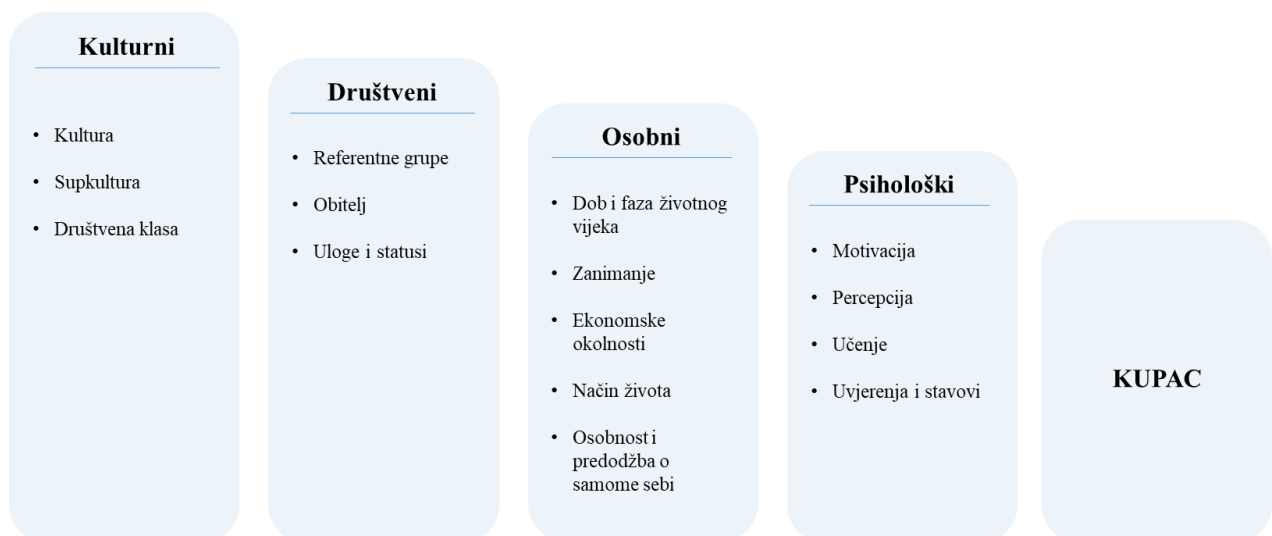 Kulturni
• Kultura
• Supkultura
• Društvena klasa
Društveni
• Referentne grupe
• Obitelj
• Uloge i statusi
Osobni
• Dob i faza životnog
vijeka
• Zanimanje
• Ekonomske
okolnosti
• Način života
• Osobnost i
predodžba o
samome sebi
Psihološki
• Motivacija
• Percepcija
• Učenje
• Uvjerenja i stavovi
KUPAC